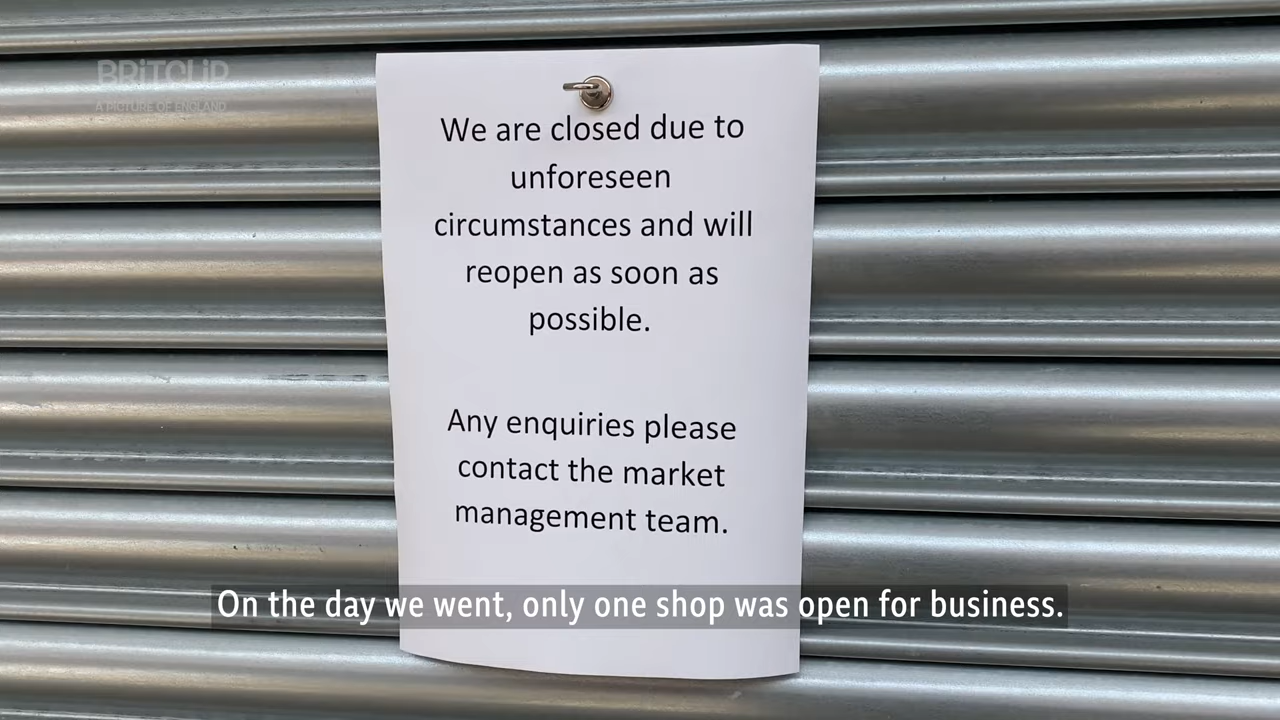 BRiTCLiP
A PICTURE OF ENGLAND
We are closed due to
unforeseen
circumstances and will
reopen as soon as
possible.
Any enquiries please
contact the market
management team.
On the day we went, only one shop was open for business.